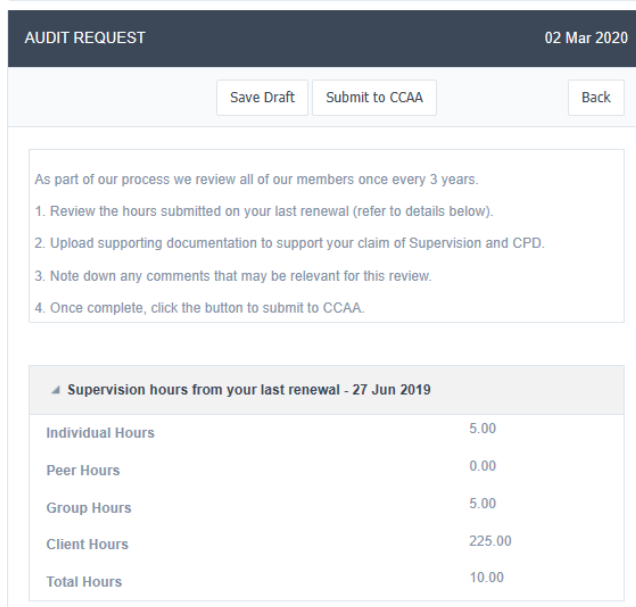 AUDIT REQUEST 02 Mar 2020
Save Draft Submit to CCAA Back
As part of our process we review all of our members once every 3 years.
1. Review the hours submitted on your last renewal (refer to details below).
2. Upload supporting documentation to support your claim of Supervision and CPD.
3. Note down any comments that may be relevant for this review.
4. Once complete, click the button to submit to CCAA.
Supervision hours from your last renewal - 27 Jun 2019
Individual Hours 5.00
Peer Hours 0.00
Group Hours 5.00
Client Hours 225.00
Total Hours 10.00